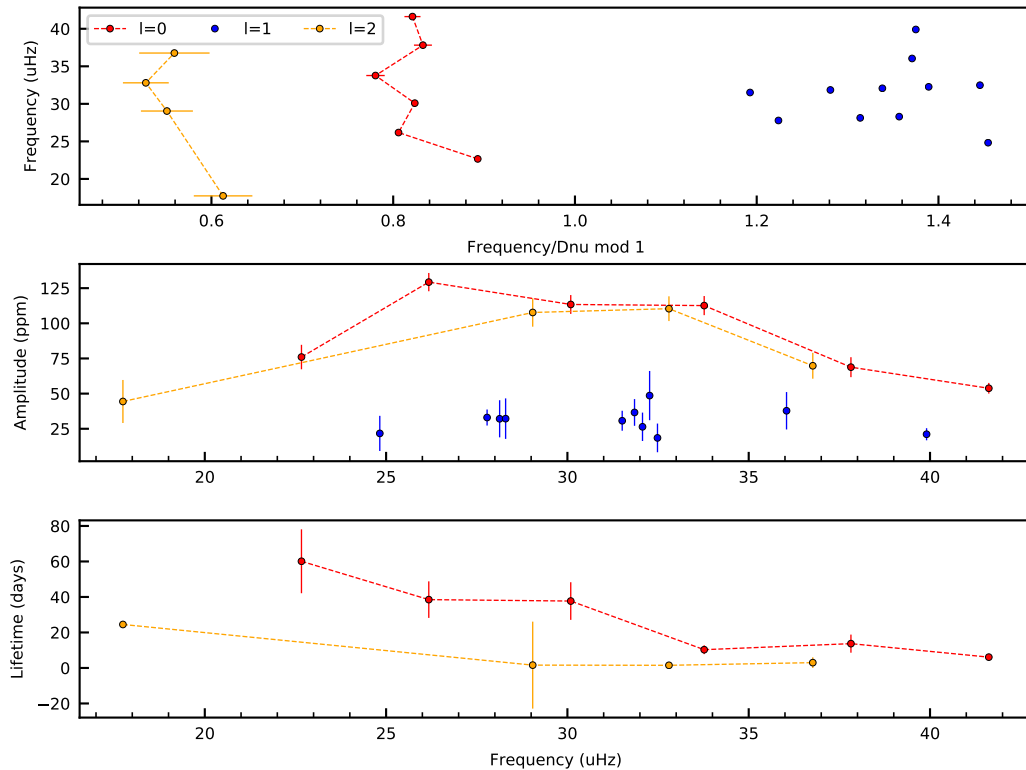 l=0 l=1 l=2
Frequency (uHz)
40
35
30
25
20
0.6 0.8 1.0 1.2 1.4
Frequency/Dnu mod 1
Amplitude (ppm)
125
100
75
50
25
20 25 30 35 40
Lifetime (days)
80
60
40
20
0
−20
20 25 30 35 40
Frequency (uHz)